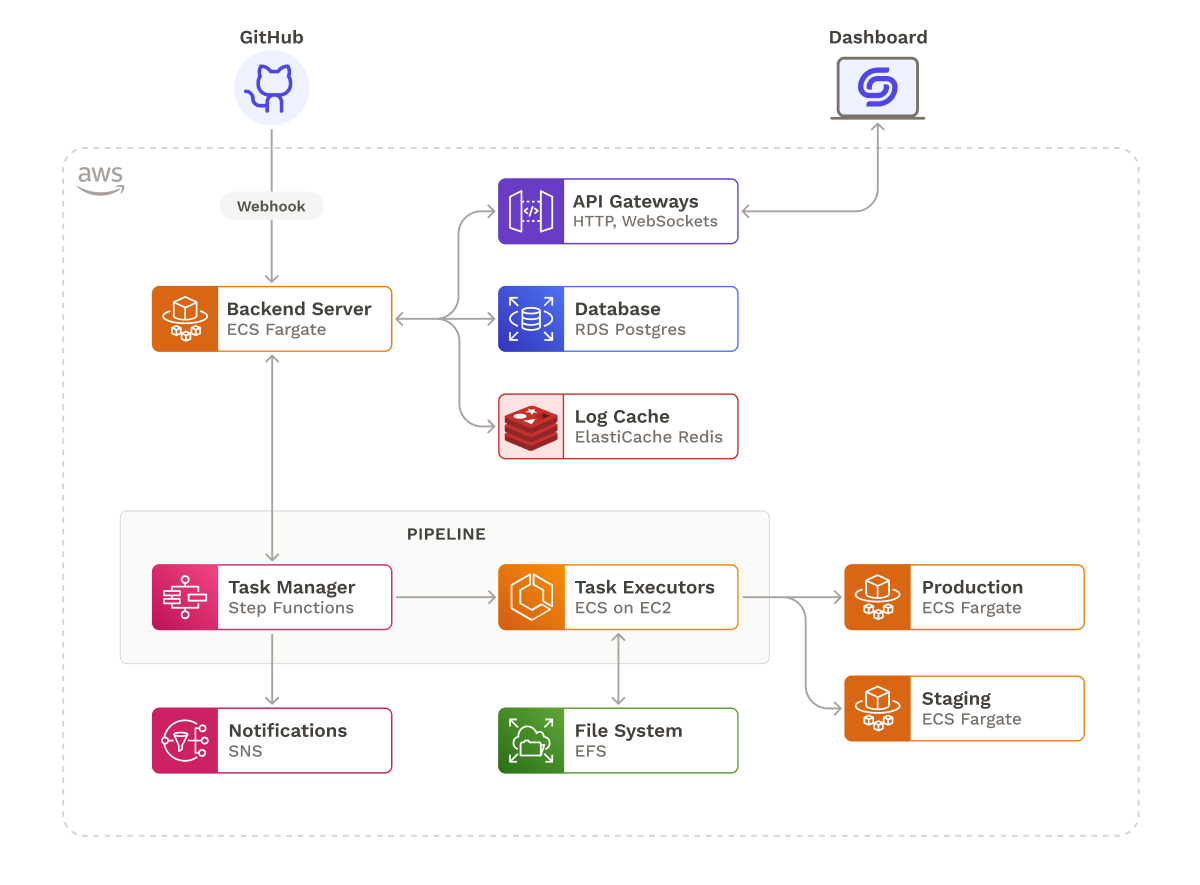 GitHub
Dashboard
aws
Webhook
API Gateways
HTTP, WebSockets
</>
Backend Server
ECS Fargate
Database
RDS Postgres
Log Cache
ElastiCache Redis
PIPELINE
Task Manager
Step Functions
Task Executors
ECS on EC2
Production
ECS Fargate
Staging
ECS Fargate
Notifications
SNS
File System
EFS